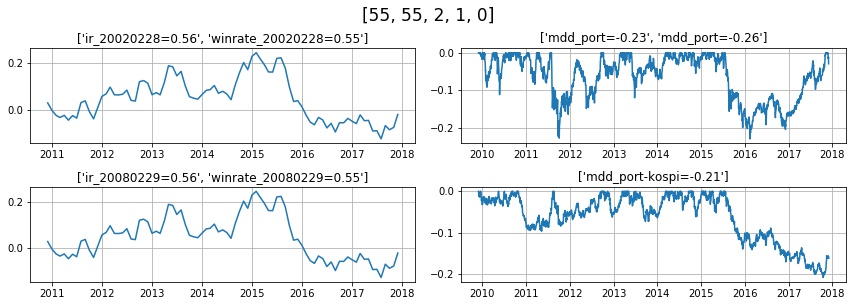 [55, 55, 2, 1, 0]
['ir_20020228=0.56', 'winrate_20020228=0.55']
0.2
0.0
2011 2012 2013 2014 2015 2016 2017 2018
['mdd_port=-0.23', 'mdd_port=-0.26']
0.0
−0.1
−0.2
2010 2011 2012 2013 2014 2015 2016 2017 2018
['ir_20080229=0.56', 'winrate_20080229=0.55']
0.2
0.0
2011 2012 2013 2014 2015 2016 2017 2018
['mdd_port-kospi=-0.21']
0.0
−0.1
−0.2
2010 2011 2012 2013 2014 2015 2016 2017 2018